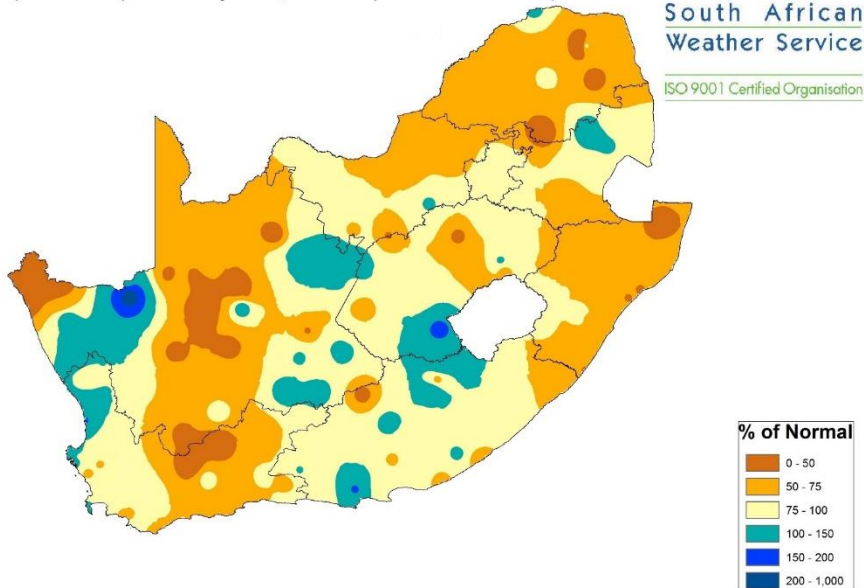 South African
Weather Service
ISO 9001 Certified Organisation
% of Normal
0 - 50
50 - 75
75 - 100
100 - 150
150 - 200
200 - 1,000